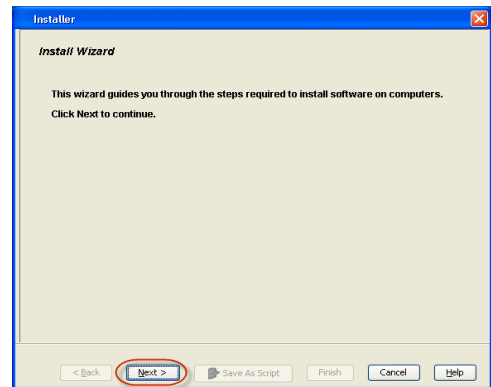 Installer
Install Wizard
This wizard guides you through the steps required to install software on computers.
Click Next to continue.
< Back
Next >
Save As Script
Finish
Cancel
Help